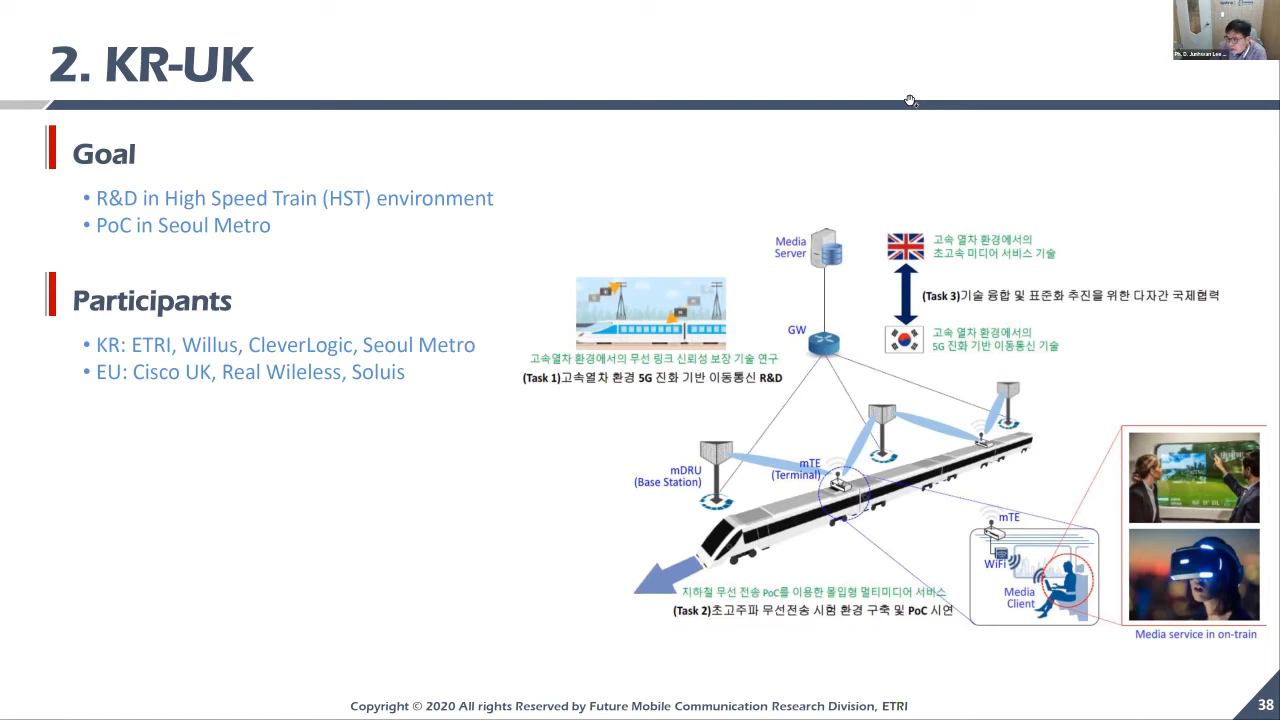 2. KR-UK
Goal
• R&D in High Speed Train (HST) environment
• PoC in Seoul Metro
Participants
• KR: ETRI, Willus, CleverLogic, Seoul Metro
• EU: Cisco UK, Real Wileless, Soluis
Media
Server
GW
고속 열차 환경에서의
초고속 미디어 서비스 기술
(Task 3)기술 융합 및 표준화 추진을 위한 다자간 국제협력
고속 열차 환경에서의
5G 진화 기반 이동통신 기술
고속열차 환경에서의 무선 링크 신뢰성 보장 기술 연구
(Task 1)고속열차 환경 5G 진화 기반 이동통신 R&D
mDRU
(Base Station)
mTE
(Terminal)
mTE
WiFi
Media
Client
지하철 무선 전송 PoC를 이용한 몰입형 멀티미디어 서비스
(Task 2)초고주파 무선전송 시험 환경 구축 및 PoC 시연
Media service in on-train
Copyright © 2020 All rights Reserved by Future Mobile Communication Research Division, ETRI
38
Ph. D. Junhwan Lee ...